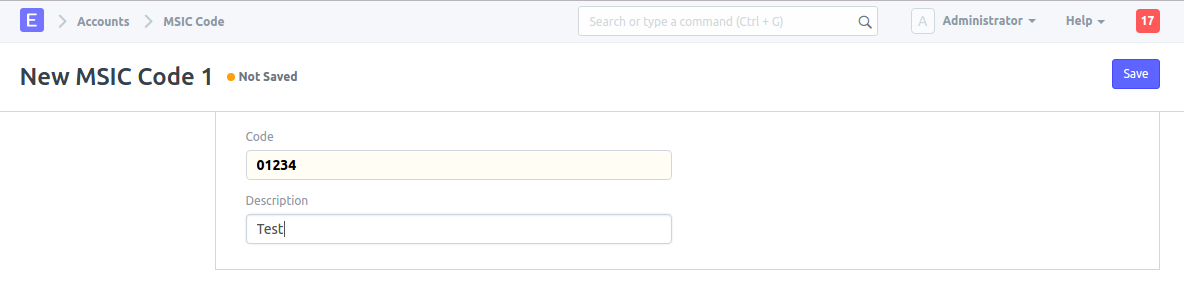 E Accounts MSIC Code Search or type a command (Ctrl + G) A Administrator Help 17
New MSIC Code 1 Not Saved Save
Code
01234
Description
Test